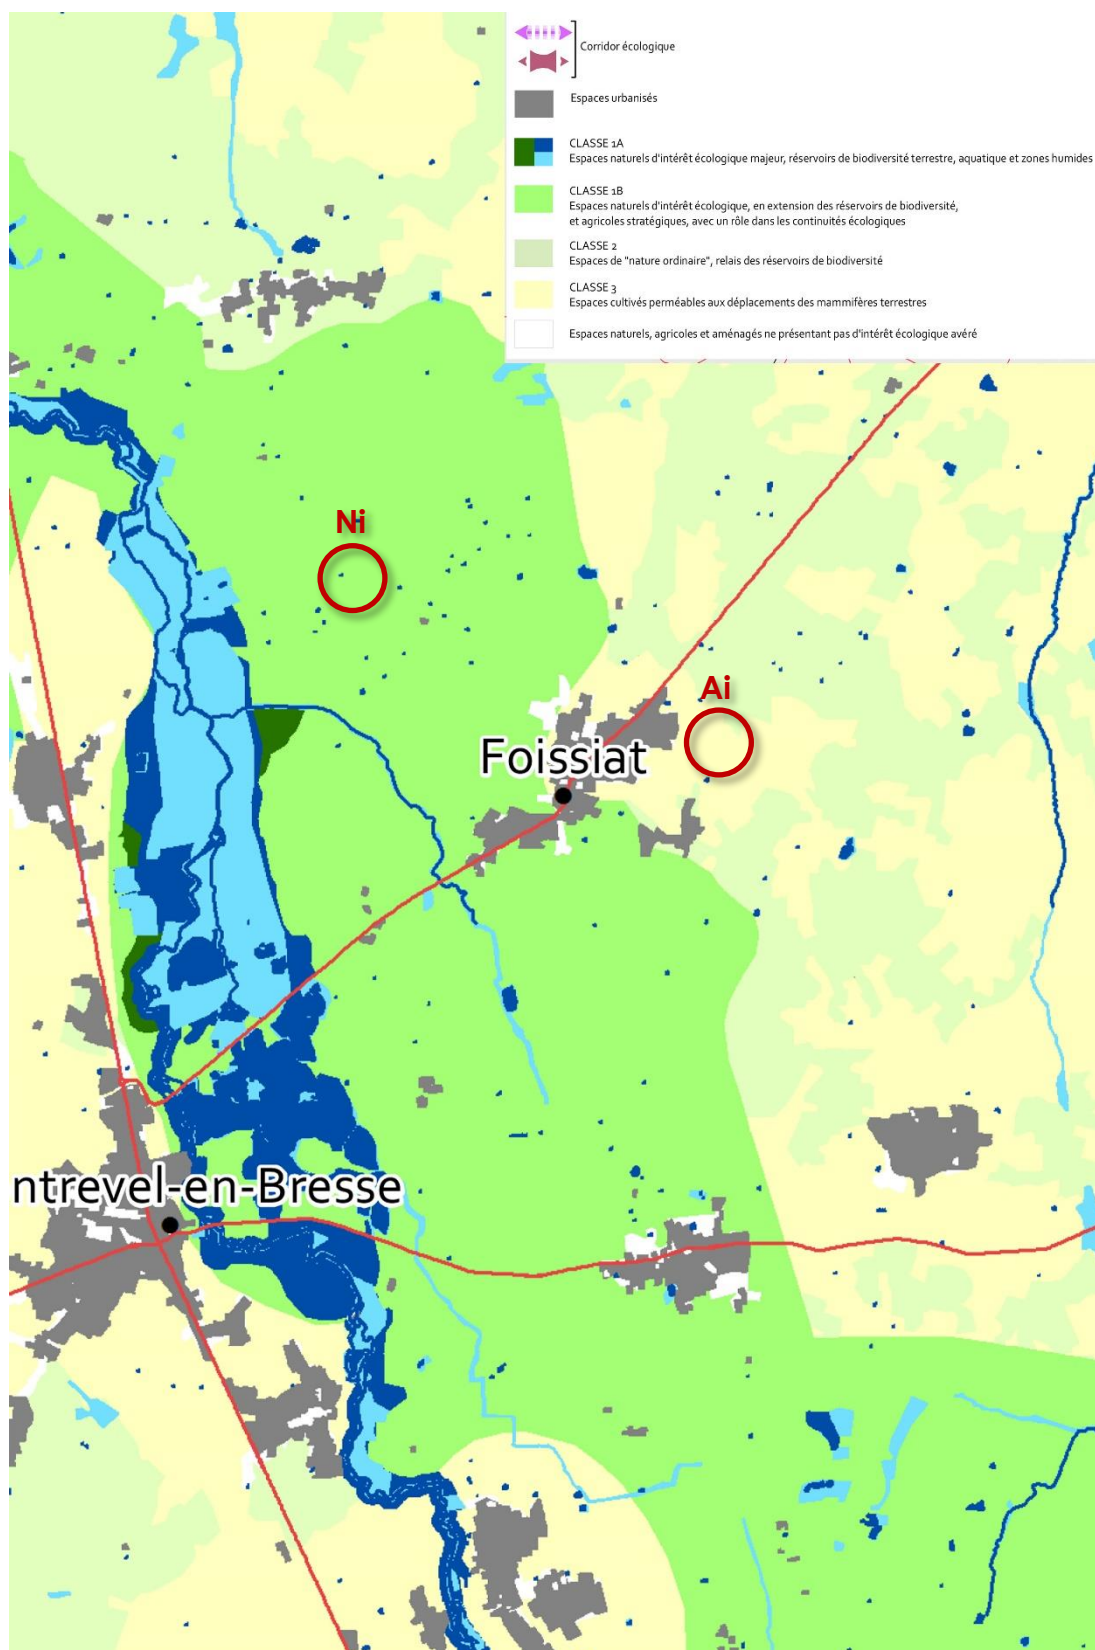 Corridor écologique
Espaces urbanisés
CLASSE 1A
Espaces naturels d'intérêt écologique majeur, réservoirs de biodiversité terrestre, aquatique et zones humides
CLASSE 1B
Espaces naturels d'intérêt écologique, en extension des réservoirs de biodiversité,
et agricoles stratégiques, avec un rôle dans les continuités écologiques
CLASSE 2
Espaces de "nature ordinaire", relais des réservoirs de biodiversité
CLASSE 3
Espaces cultivés perméables aux déplacements des mammifères terrestres
Espaces naturels, agricoles et aménagés ne présentant pas d'intérêt écologique avéré
Ni
Ai
Foissiat
ntrevel-en-Bresse